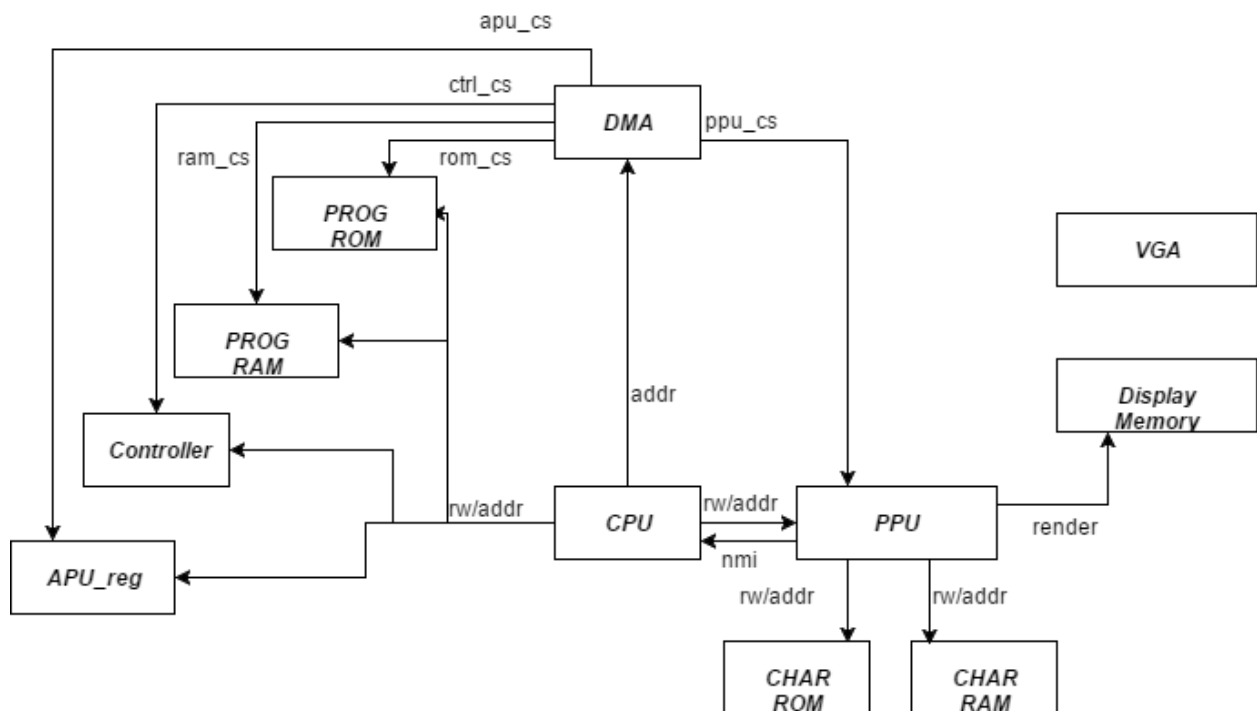 apu_cs
ctrl_cs
DMA
ppu_cs
ram_cs
rom_cs
PROG
ROM
VGA
PROG
RAM
addr
Display
Memory
Controller
rw/addr
CPU
rw/addr
PPU
render
nmi
APU_reg
rw/addr
rw/addr
CHAR
ROM
CHAR
RAM